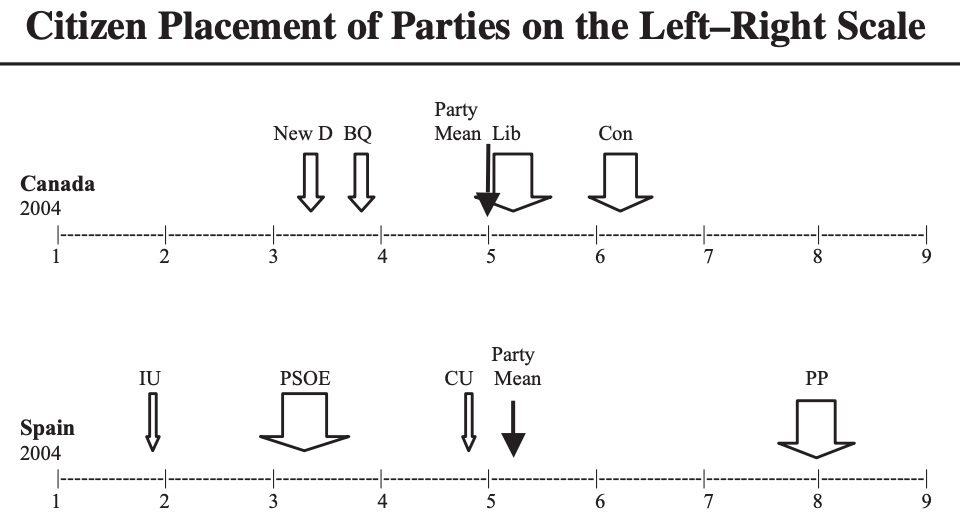 Citizen Placement of Parties on the Left–Right Scale
Party
New D BQ Mean Lib Con
Canada
2004
1 2 3 4 5 6 7 8 9
Party
IU PSOE CU Mean PP
Spain
2004
1 2 3 4 5 6 7 8 9